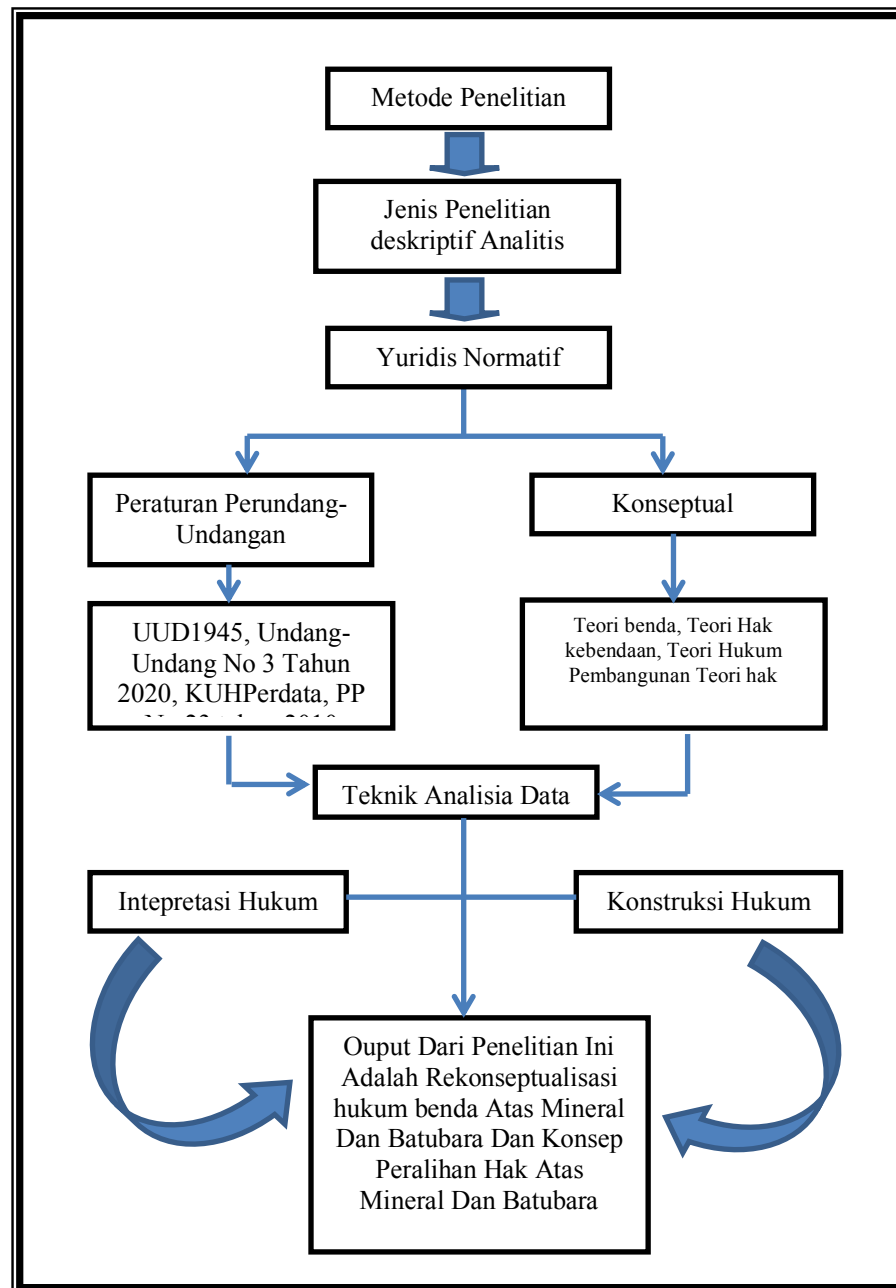 Metode Penelitian
Jenis Penelitian
deskriptif Analitis
Yuridis Normatif
Peraturan Perundang-
Undangan
Konseptual
UUD1945, Undang-
Undang No 3 Tahun
2020, KUHPerdata, PP
Teori benda, Teori Hak
kebendaan, Teori Hukum
Pembangunan Teori hak
Teknik Analisia Data
Intepretasi Hukum
Konstruksi Hukum
Ouput Dari Penelitian Ini
Adalah Rekonseptualisasi
hukum benda Atas Mineral
Dan Batubara Dan Konsep
Peralihan Hak Atas
Mineral Dan Batubara